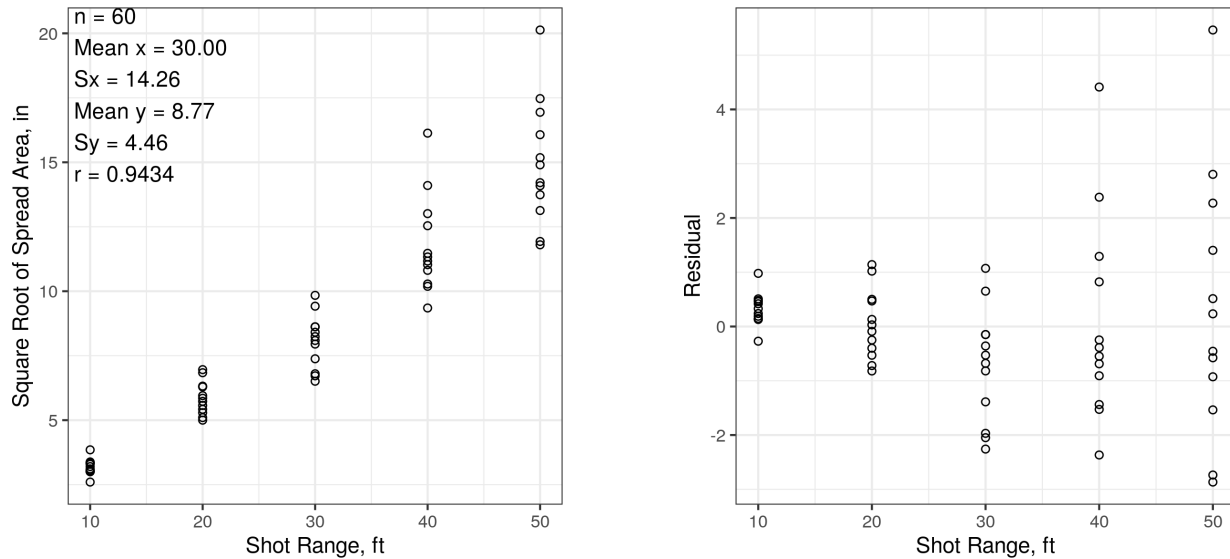 n = 60
Mean x = 30.00
Sx = 14.26
Mean y = 8.77
Sy = 4.46
r = 0.9434
20
15
10
5
Square Root of Spread Area, in
10 20 30 40 50
Shot Range, ft
4
2
0
-2
Residual
10 20 30 40 50
Shot Range, ft